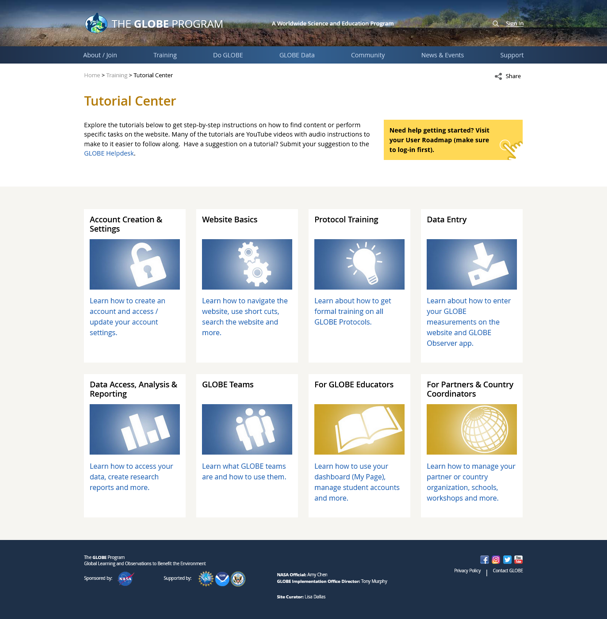 THE GLOBE PROGRAM
A Worldwide Science and Education Program
Sign in
About / Join
Training
Do GLOBE
GLOBE Data
Community
News & Events
Support
Home > Training > Tutorial Center
Share
Tutorial Center
Explore the tutorials below to get step-by-step instructions on how to find content or perform
specific tasks on the website. Many of the tutorials are YouTube videos with audio instructions
to make to it easier to follow along. Have a suggestion on a tutorial? Submit your suggestion to the
GLOBE Helpdesk.
Need help getting started? Visit
your User Roadmap (make sure
to log-in first).
Account Creation &
Settings
Learn how to create an
account and access /
update your account
settings.
Website Basics
Learn how to navigate the
website, use short cuts,
search the website and
more.
Protocol Training
Learn about how to get
formal training on all
GLOBE Protocols.
Data Entry
Learn about how to enter
your GLOBE
measurements on the
website and GLOBE
Observer app.
Data Access, Analysis &
Reporting
Learn how to access your
data, create research
reports and more.
GLOBE Teams
Learn what GLOBE teams
are and how to use them.
For GLOBE Educators
Learn how to use your
dashboard (My Page),
manage student accounts
and more.
For Partners & Country
Coordinators
Learn how to manage your
partner or country
organization, schools,
workshops and more.
The GLOBE Program
Global Learning and Observations to Benefit the Environment
Sponsored by:
NASA
Supported by:
NASA Official: Amy Chen
GLOBE Implementation Office Director: Tony Murphy
Site Curator: Lisa Dallas
Privacy Policy | Contact GLOBE